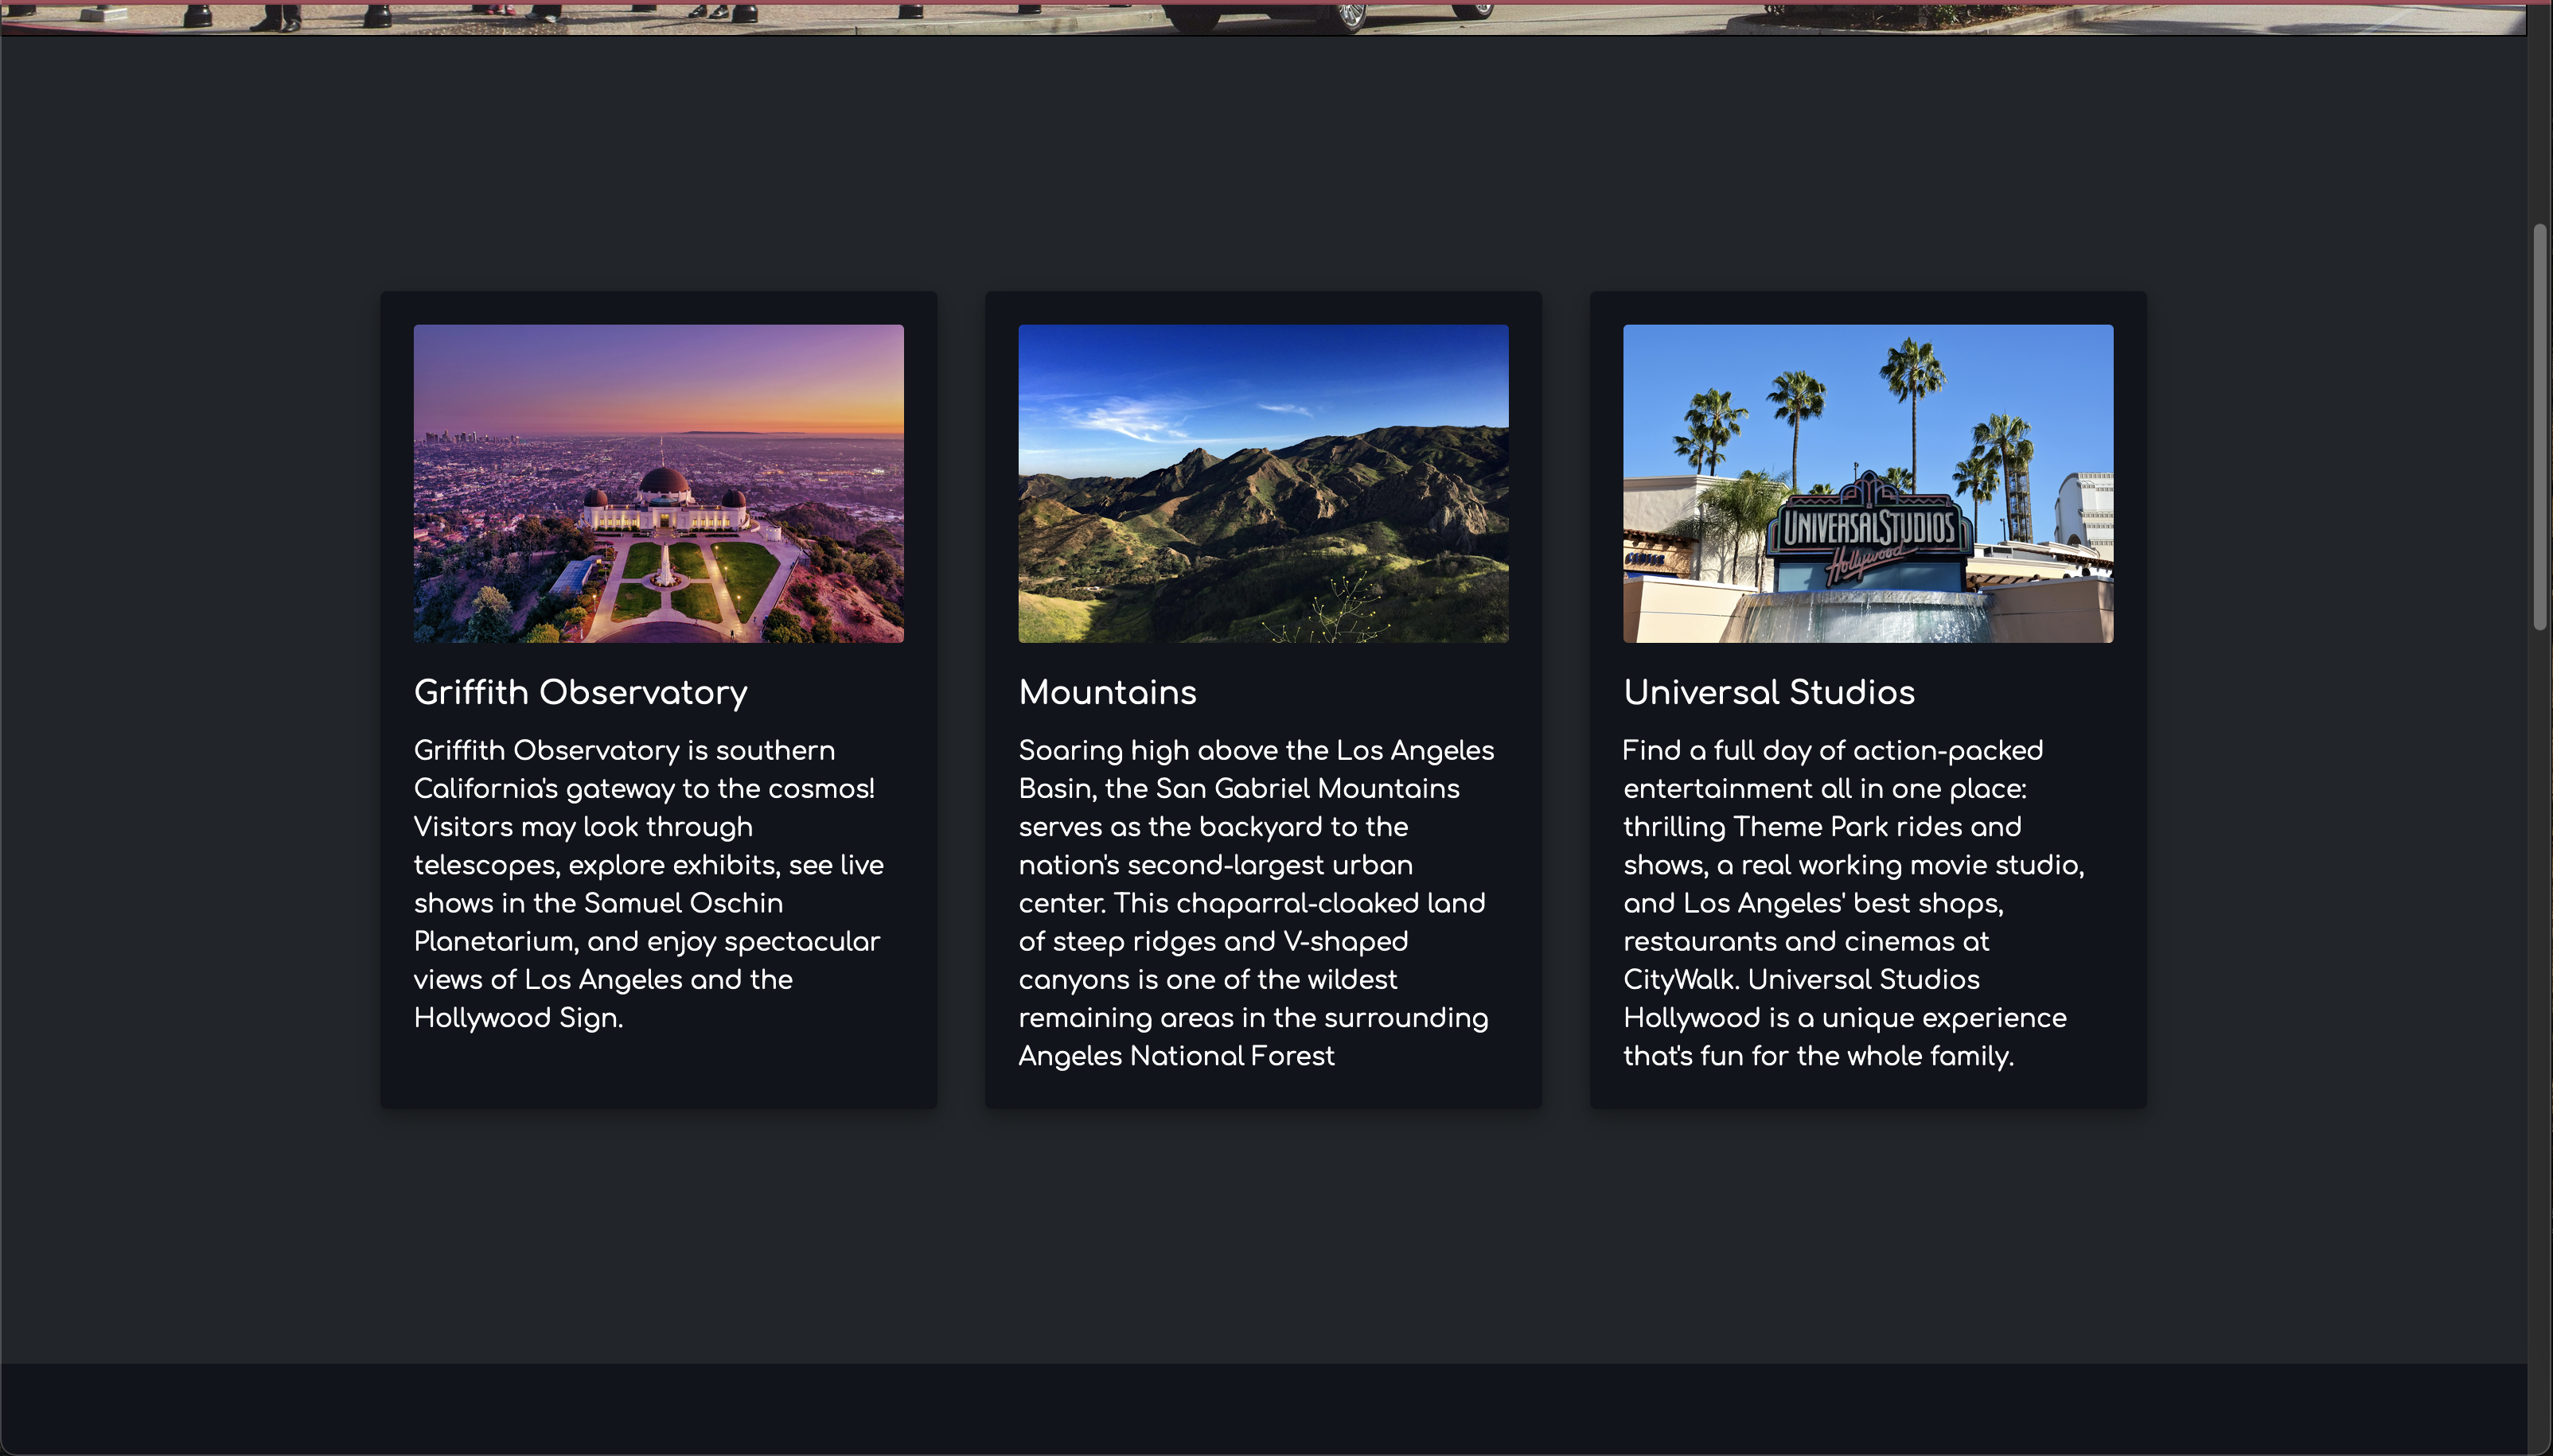 UNIVERSAL STUDIOS
Hollywood
Griffith Observatory
Griffith Observatory is southern
California's gateway to the cosmos!
Visitors may look through
telescopes, explore exhibits, see live
shows in the Samuel Oschin
Planetarium, and enjoy spectacular
views of Los Angeles and the
Hollywood Sign.
Mountains
Soaring high above the Los Angeles
Basin, the San Gabriel Mountains
serves as the backyard to the
nation's second-largest urban
center. This chaparral-cloaked land
of steep ridges and V-shaped
canyons is one of the wildest
remaining areas in the surrounding
Angeles National Forest
Universal Studios
Find a full day of action-packed
entertainment all in one place:
thrilling Theme Park rides and
shows, a real working movie studio,
and Los Angeles' best shops,
restaurants and cinemas at
CityWalk. Universal Studios
Hollywood is a unique experience
that's fun for the whole family.